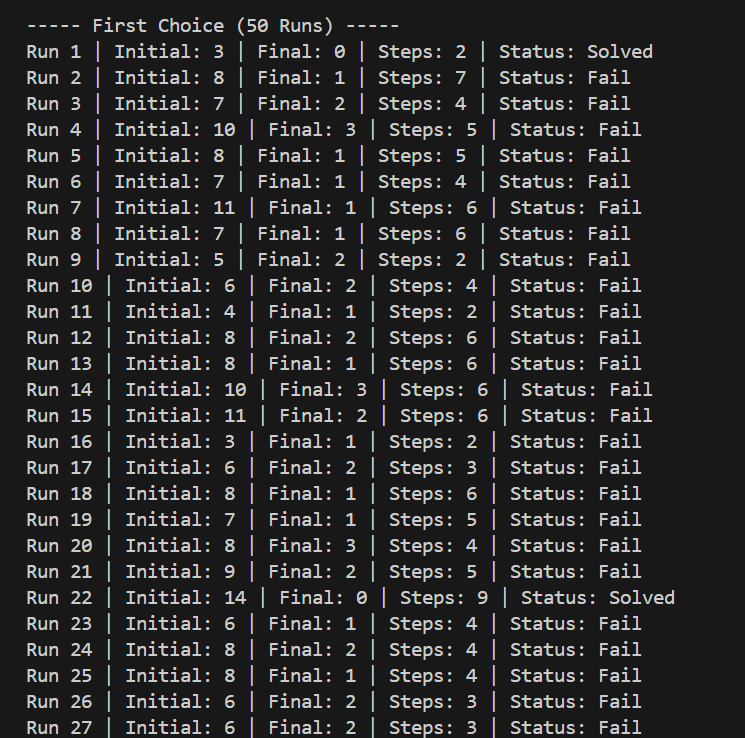 ----- First Choice (50 Runs) -----
Run 1 | Initial: 3 | Final: 0 | Steps: 2 | Status: Solved
Run 2 | Initial: 8 | Final: 1 | Steps: 7 | Status: Fail
Run 3 | Initial: 7 | Final: 2 | Steps: 4 | Status: Fail
Run 4 | Initial: 10 | Final: 3 | Steps: 5 | Status: Fail
Run 5 | Initial: 8 | Final: 1 | Steps: 5 | Status: Fail
Run 6 | Initial: 7 | Final: 1 | Steps: 4 | Status: Fail
Run 7 | Initial: 11 | Final: 1 | Steps: 6 | Status: Fail
Run 8 | Initial: 7 | Final: 1 | Steps: 6 | Status: Fail
Run 9 | Initial: 5 | Final: 2 | Steps: 2 | Status: Fail
Run 10 | Initial: 6 | Final: 2 | Steps: 4 | Status: Fail
Run 11 | Initial: 4 | Final: 1 | Steps: 2 | Status: Fail
Run 12 | Initial: 8 | Final: 2 | Steps: 6 | Status: Fail
Run 13 | Initial: 8 | Final: 1 | Steps: 6 | Status: Fail
Run 14 | Initial: 10 | Final: 3 | Steps: 6 | Status: Fail
Run 15 | Initial: 11 | Final: 2 | Steps: 6 | Status: Fail
Run 16 | Initial: 3 | Final: 1 | Steps: 2 | Status: Fail
Run 17 | Initial: 6 | Final: 2 | Steps: 3 | Status: Fail
Run 18 | Initial: 8 | Final: 1 | Steps: 6 | Status: Fail
Run 19 | Initial: 7 | Final: 1 | Steps: 5 | Status: Fail
Run 20 | Initial: 8 | Final: 3 | Steps: 4 | Status: Fail
Run 21 | Initial: 9 | Final: 2 | Steps: 5 | Status: Fail
Run 22 | Initial: 14 | Final: 0 | Steps: 9 | Status: Solved
Run 23 | Initial: 6 | Final: 1 | Steps: 4 | Status: Fail
Run 24 | Initial: 8 | Final: 2 | Steps: 4 | Status: Fail
Run 25 | Initial: 8 | Final: 1 | Steps: 4 | Status: Fail
Run 26 | Initial: 6 | Final: 2 | Steps: 3 | Status: Fail
Run 27 | Initial: 6 | Final: 2 | Steps: 3 | Status: Fail